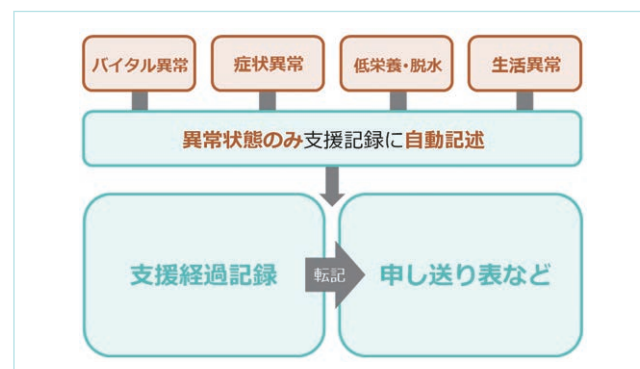 バイタル異常
症状異常
低栄養・脱水
生活異常
異常状態のみ支援記録に自動記述
支援経過記録
転記
申し送り表など